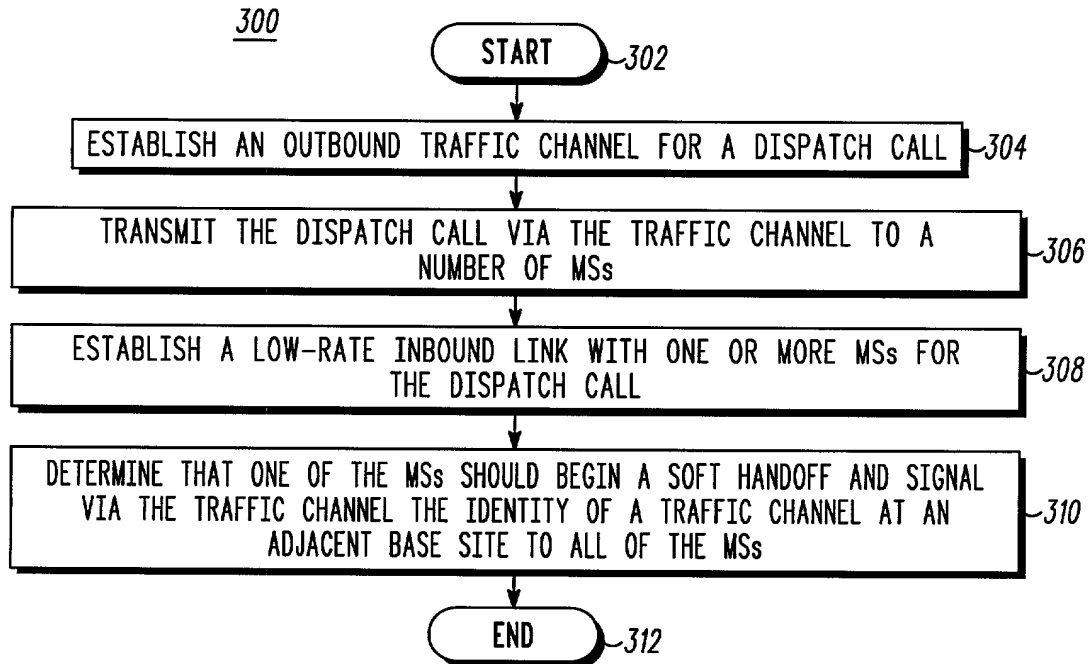 300
START
302
ESTABLISH AN OUTBOUND TRAFFIC CHANNEL FOR A DISPATCH CALL
304
TRANSMIT THE DISPATCH CALL VIA THE TRAFFIC CHANNEL TO A
NUMBER OF MSs
306
ESTABLISH A LOW-RATE INBOUND LINK WITH ONE OR MORE MSs FOR
THE DISPATCH CALL
308
DETERMINE THAT ONE OF THE MSs SHOULD BEGIN A SOFT HANDOFF AND SIGNAL
VIA THE TRAFFIC CHANNEL THE IDENTITY OF A TRAFFIC CHANNEL AT AN
ADJACENT BASE SITE TO ALL OF THE MSs
310
END
312